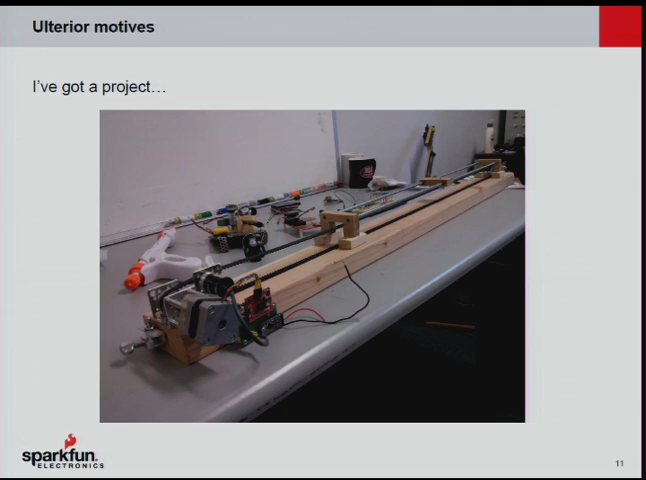 Ulterior motives
I've got a project…
sparkfun.
ELECTRONICS
11